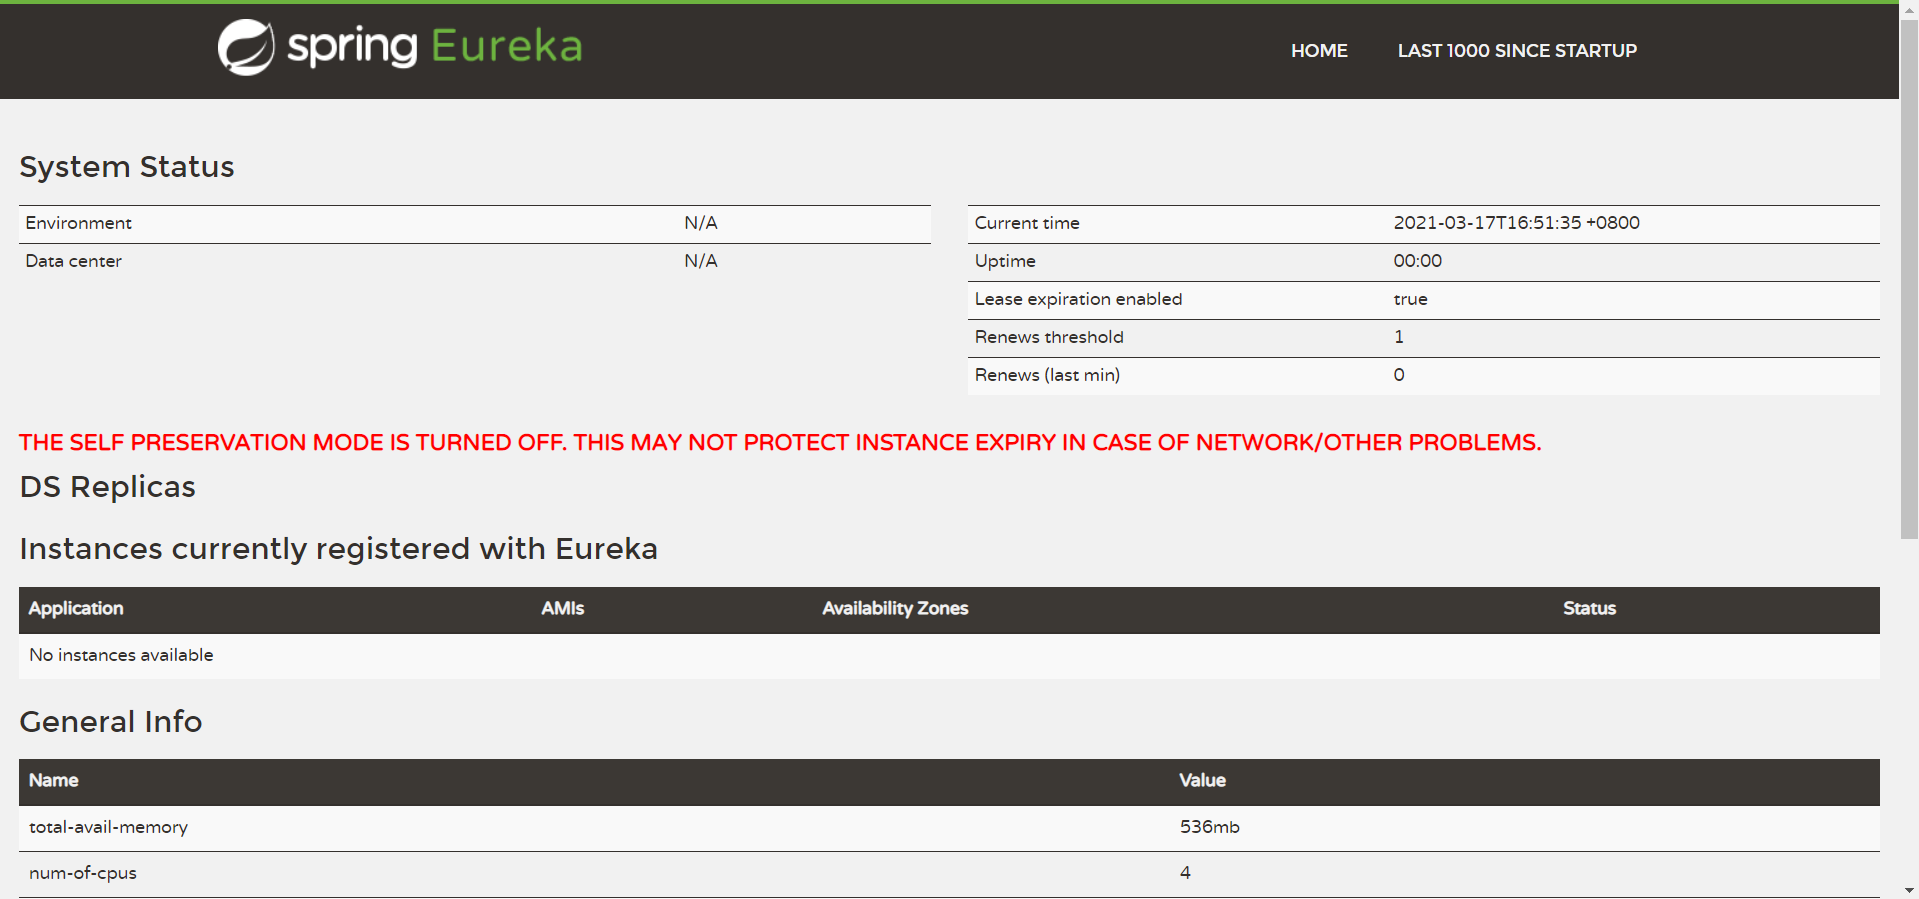 spring Eureka
HOME LAST 1000 SINCE STARTUP
System Status
Environment N/A
Data center N/A
Current time 2021-03-17T16:51:35 +0800
Uptime 00:00
Lease expiration enabled true
Renews threshold 1
Renews (last min) 0
THE SELF PRESERVATION MODE IS TURNED OFF. THIS MAY NOT PROTECT INSTANCE EXPIRY IN CASE OF NETWORK/OTHER PROBLEMS.
DS Replicas
Instances currently registered with Eureka
Application AMIs Availability Zones Status
No instances available
General Info
Name Value
total-avail-memory 536mb
num-of-cpus 4